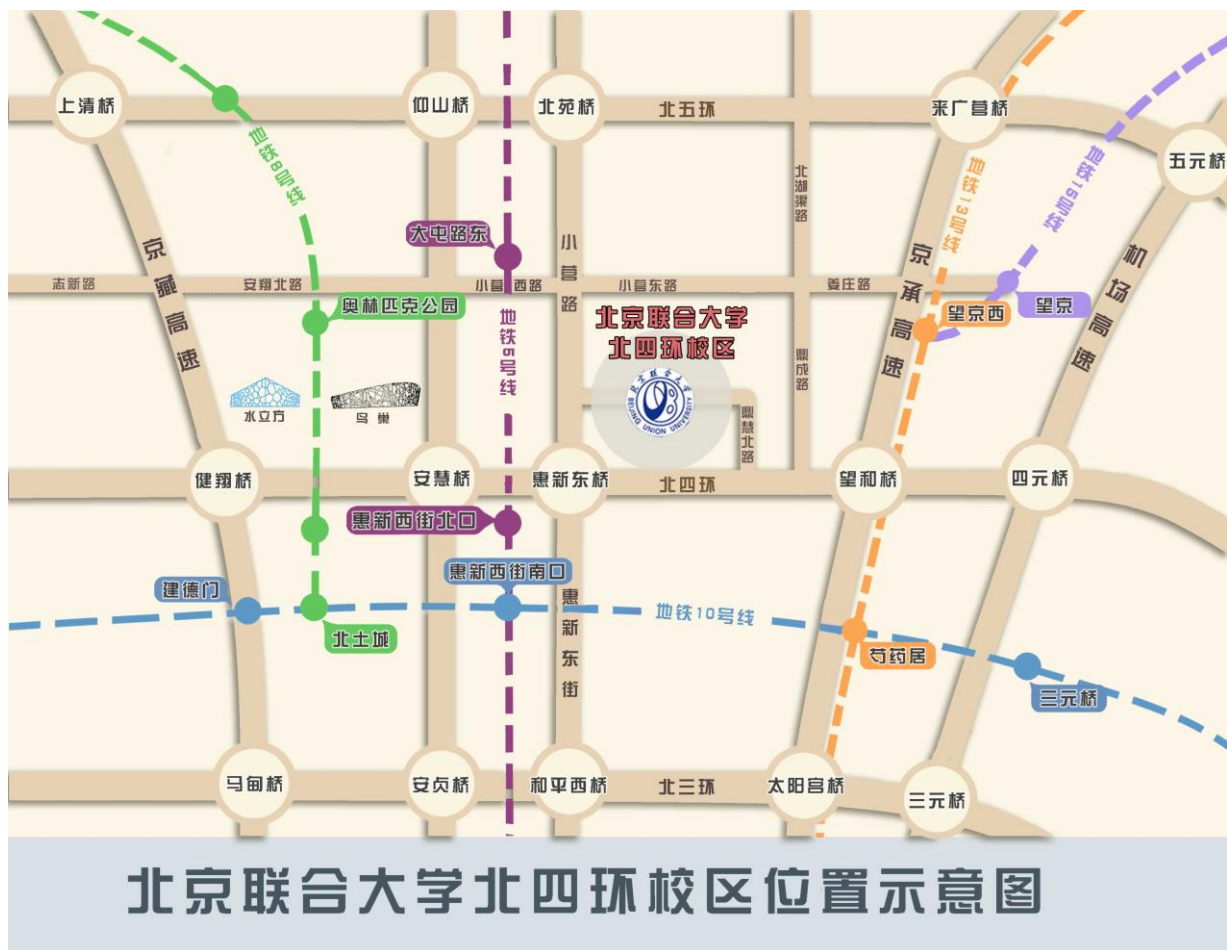 上清桥
仰山桥
北苑桥
北五环
来广营桥
五元桥
地铁8号线
北湖渠路
地铁13号线
地铁15号线
大屯路东
小营路
京藏高速
京承高速
机场高速
志新路
安翔北路
小营西路
小营东路
姜庄路
奥林匹克公园
地铁5号线
北京联合大学
北四环校区
望京西
望京
鼎成路
水立方
鸟巢
北京联合大学
BEIJING UNION UNIVERSITY
鼎慧北路
健翔桥
安慧桥
惠新东桥
北四环
望和桥
四元桥
惠新西街北口
惠新西街南口
建德门
北土城
惠新东街
地铁10号线
芍药居
三元桥
马甸桥
安贞桥
和平西桥
北三环
太阳宫桥
三元桥
北京联合大学北四环校区位置示意图